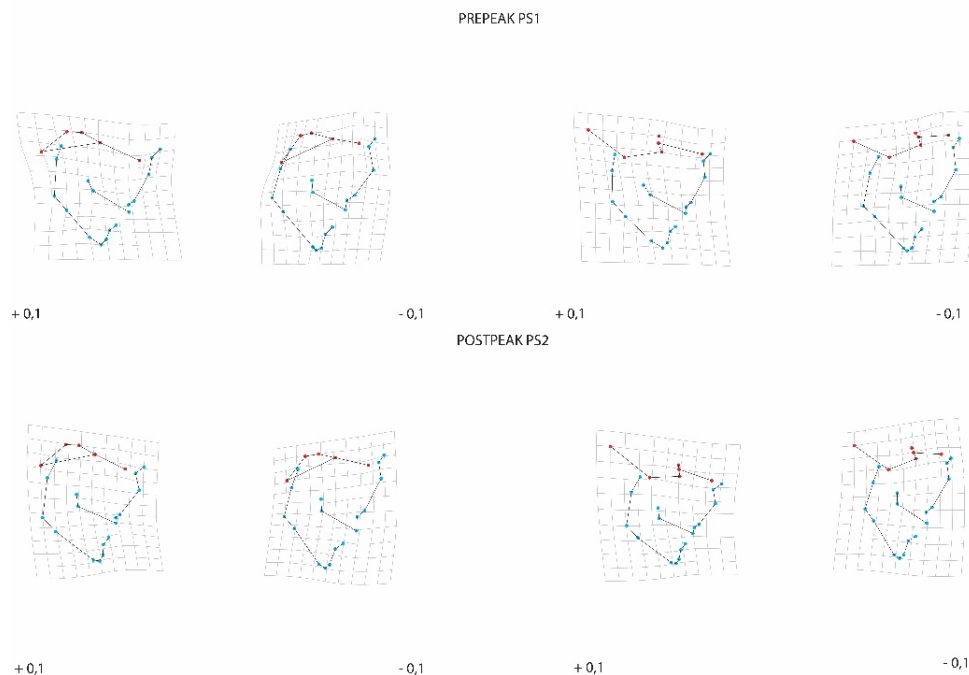 PREPEAK PS1
+ 0,1 - 0,1 + 0,1 - 0,1
POSTPEAK PS2
+ 0,1 - 0,1 + 0,1 - 0,1